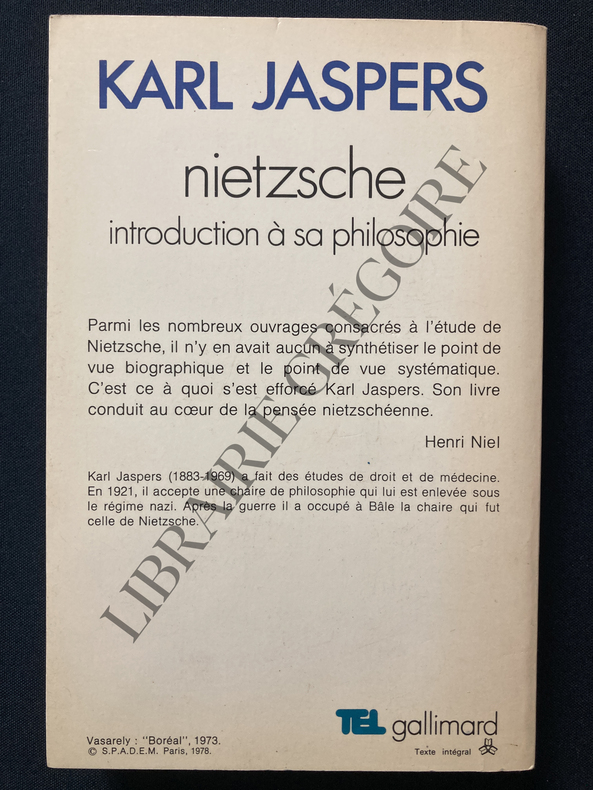 KARL JASPERS
nietzsche
introduction à sa philosophie
Parmi les nombreux ouvrages consacrés à l'étude de
Nietzsche, il n'y en avait aucun à synthétiser le point de
vue biographique et le point de vue systématique.
C'est ce à quoi s'est efforcé Karl Jaspers. Son livre
conduit au cœur de la pensée nietzschéenne.
Henri Niel
Karl Jaspers (1883-1969) a fait des études de droit et de médecine.
En 1921, il accepte une chaire de philosophie qui lui est enlevée sous
le régime nazi. Après la guerre il a occupé à Bâle la chaire qui fut
celle de Nietzsche.
LIBRAIRIE GRÉGOIRE
TEL gallimard
Texte intégral
Vasarely : "Boréal", 1973.
© S.P.A.D.E.M. Paris, 1978.